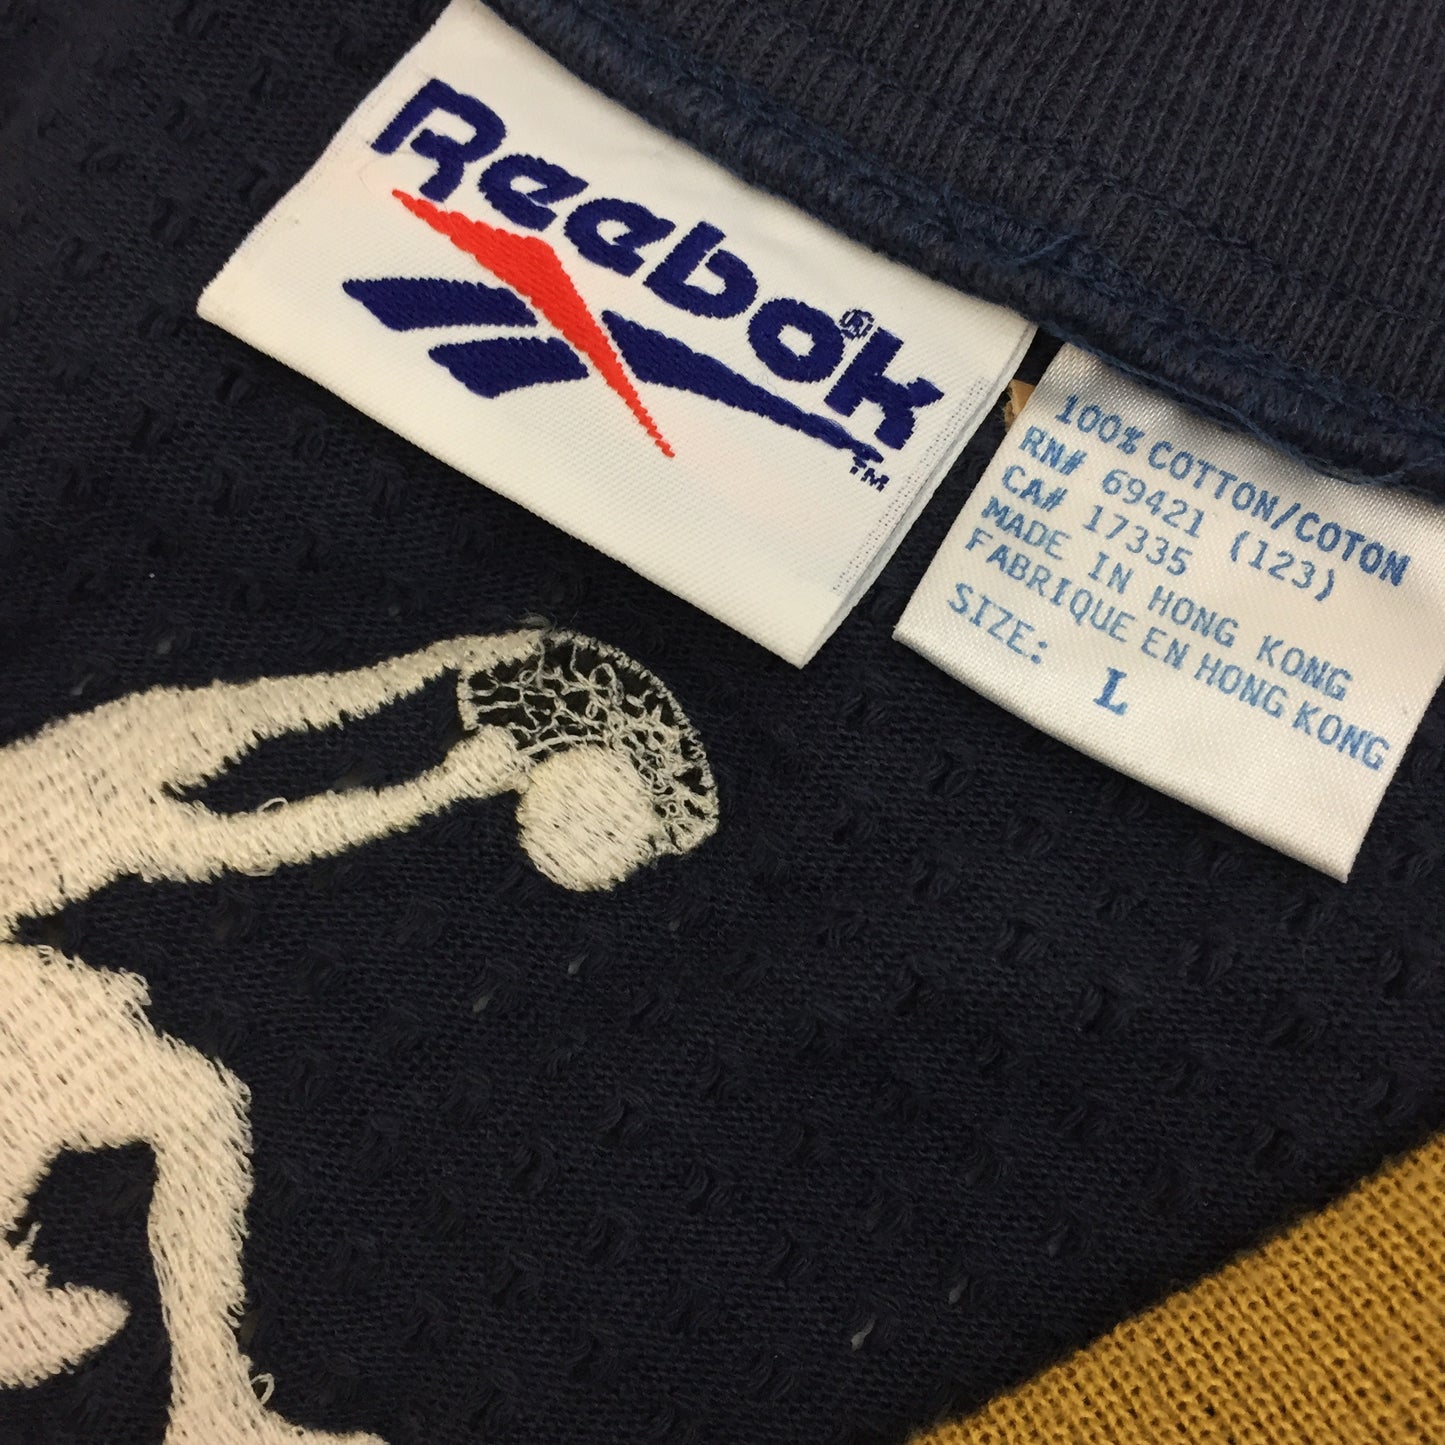 Reebok®
TM
100% COTTON/COTON
RN# 69421 (123)
CA# 17335
MADE IN HONG KONG
FABRIQUE EN HONG KONG
SIZE: L